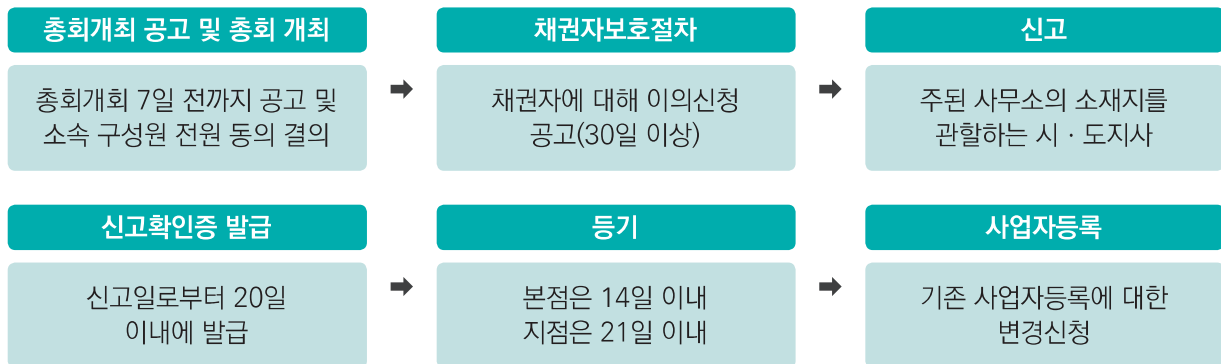 총회개최 공고 및 총회 개최
총회개회 7일 전까지 공고 및
소속 구성원 전원 동의 결의
채권자보호절차
채권자에 대해 이의신청
공고(30일 이상)
신고
주된 사무소의 소재지를
관할하는 시 · 도지사
신고확인증 발급
신고일로부터 20일
이내에 발급
등기
본점은 14일 이내
지점은 21일 이내
사업자등록
기존 사업자등록에 대한
변경신청